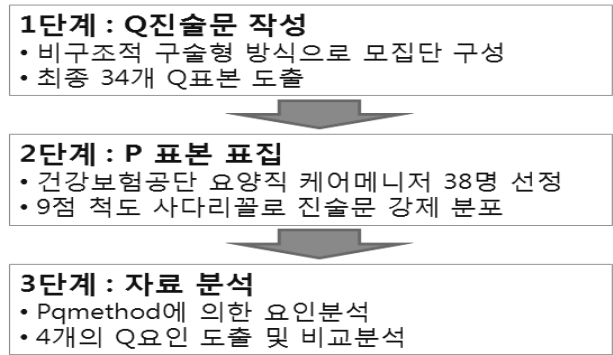 1단계 : Q진술문 작성
• 비구조적 구술형 방식으로 모집단 구성
• 최종 34개 Q표본 도출
2단계 : P 표본 표집
• 건강보험공단 요양직 케어메니저 38명 선정
• 9점 척도 사다리꼴로 진술문 강제 분포
3단계 : 자료 분석
• Pqmethod에 의한 요인분석
• 4개의 Q요인 도출 및 비교분석